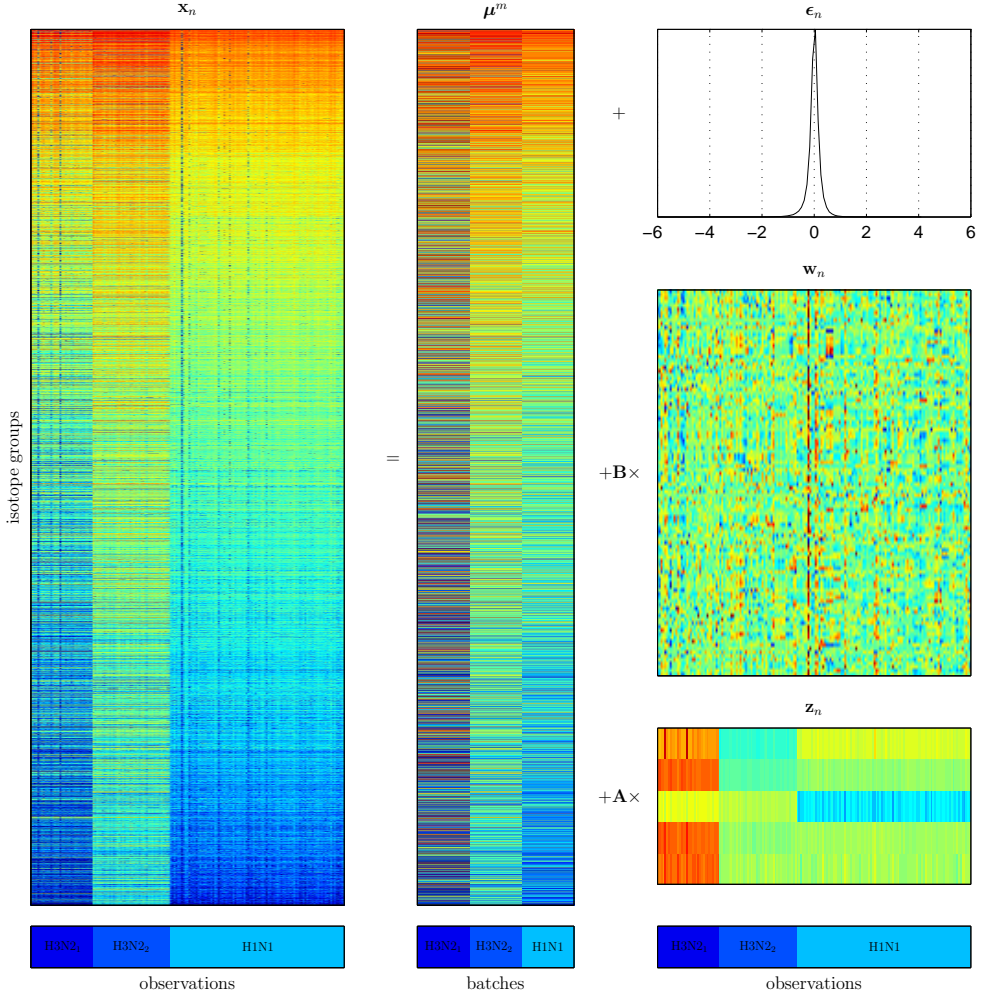 xₙ
μᵐ
ϵₙ
isotope groups
=
+
−6 −4 −2 0 2 4 6
wₙ
+B×
zₙ
+A×
H3N2₁ H3N2₂ H1N1
observations
H3N2₁ H3N2₂ H1N1
batches
H3N2₁ H3N2₂ H1N1
observations